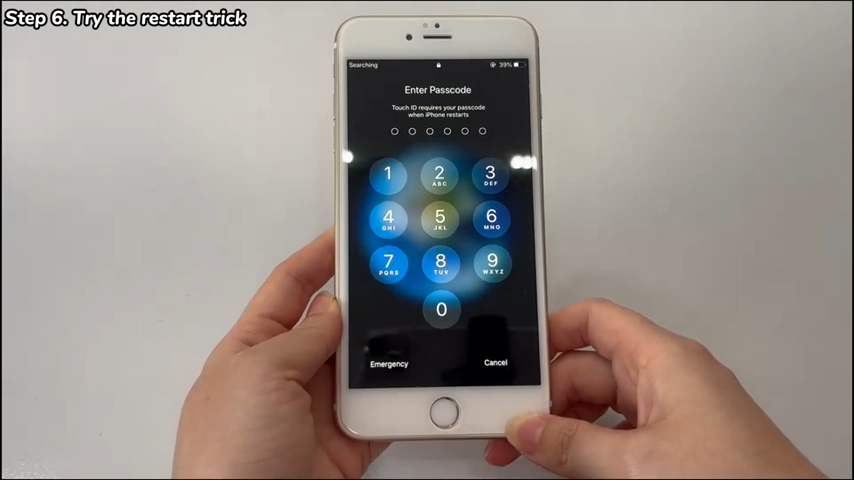 Step 6. Try the restart trick
Searching 39%
Enter Passcode
Touch ID requires your passcode
when iPhone restarts
1 2 3
ABC DEF
4 5 6
GHI JKL MNO
7 8 9
PQRS TUV WXYZ
0
Emergency Cancel